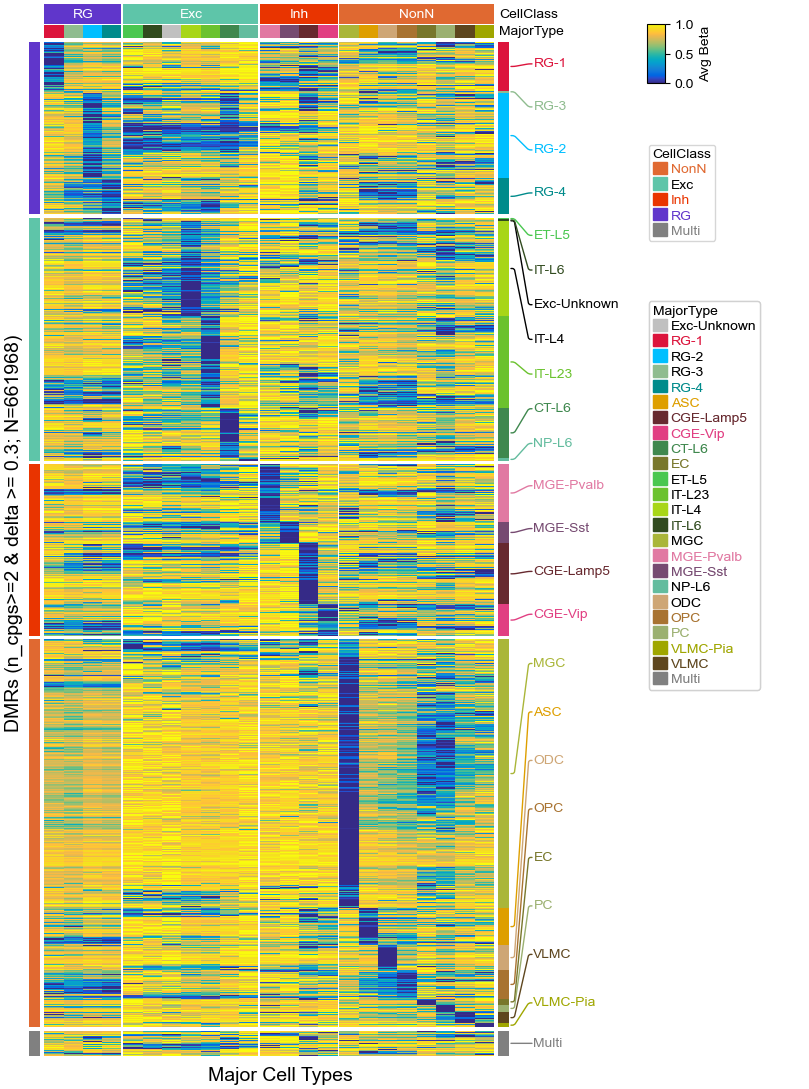 RG Exc Inh NonN CellClass
MajorType
1.0
0.5
0.0
Avg Beta
RG-1
RG-3
RG-2
RG-4
ET-L5
IT-L6
Exc-Unknown
IT-L4
IT-L23
CT-L6
NP-L6
MGE-Pvalb
MGE-Sst
CGE-Lamp5
CGE-Vip
MGC
ASC
ODC
OPC
EC
PC
VLMC
VLMC-Pia
Multi
CellClass
NonN
Exc
Inh
RG
Multi
MajorType
Exc-Unknown
RG-1
RG-2
RG-3
RG-4
ASC
CGE-Lamp5
CGE-Vip
CT-L6
EC
ET-L5
IT-L23
IT-L4
IT-L6
MGC
MGE-Pvalb
MGE-Sst
NP-L6
ODC
OPC
PC
VLMC-Pia
VLMC
Multi
DMRs (n_cpgs>=2 & delta >= 0.3; N=661968)
Major Cell Types